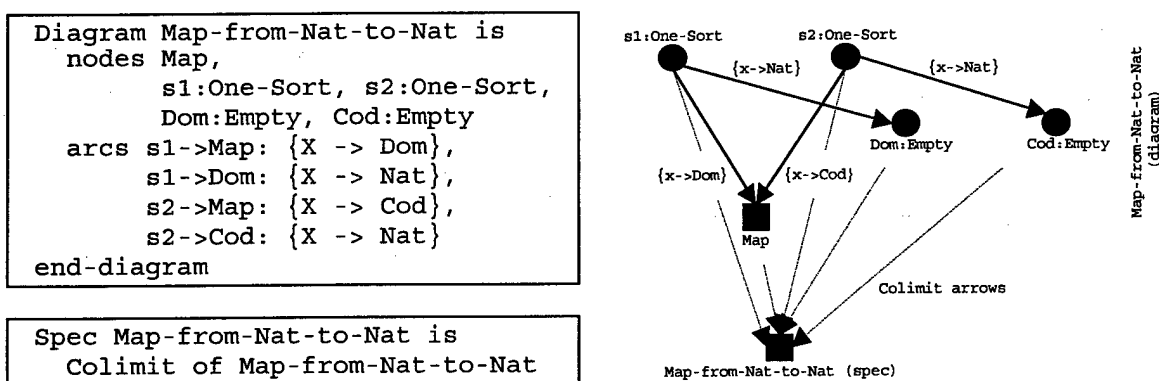 Diagram Map-from-Nat-to-Nat is
nodes Map,
s1:One-Sort, s2:One-Sort,
Dom:Empty, Cod:Empty
arcs s1->Map: {X -> Dom},
s1->Dom: {X -> Nat},
s2->Map: {X -> Cod},
s2->Cod: {X -> Nat}
end-diagram
Spec Map-from-Nat-to-Nat is
Colimit of Map-from-Nat-to-Nat
s1:One-Sort
s2:One-Sort
{x->Nat}
{x->Nat}
Dom:Empty
Cod:Empty
{x->Dom}
{x->Cod}
Map
Colimit arrows
Map-from-Nat-to-Nat (spec)
Map-from-Nat-to-Nat
(diagram)